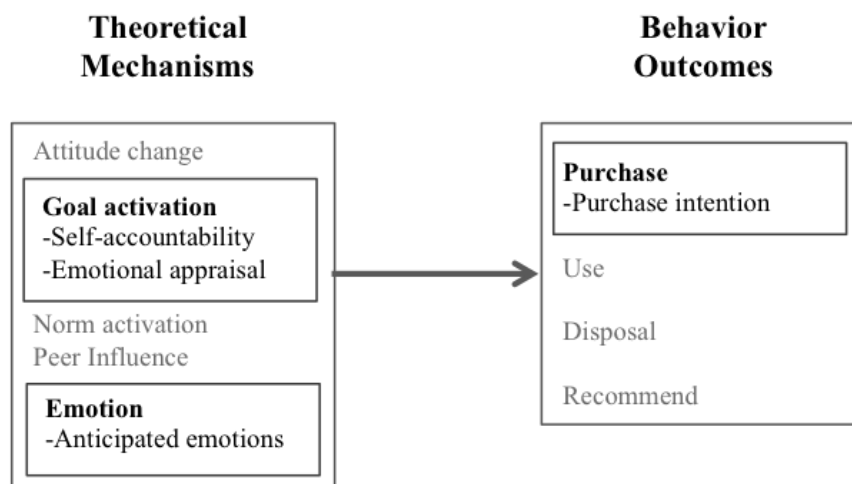 Theoretical
Mechanisms
Attitude change
Goal activation
-Self-accountability
-Emotional appraisal
Norm activation
Peer Influence
Emotion
-Anticipated emotions
Behavior
Outcomes
Purchase
-Purchase intention
Use
Disposal
Recommend